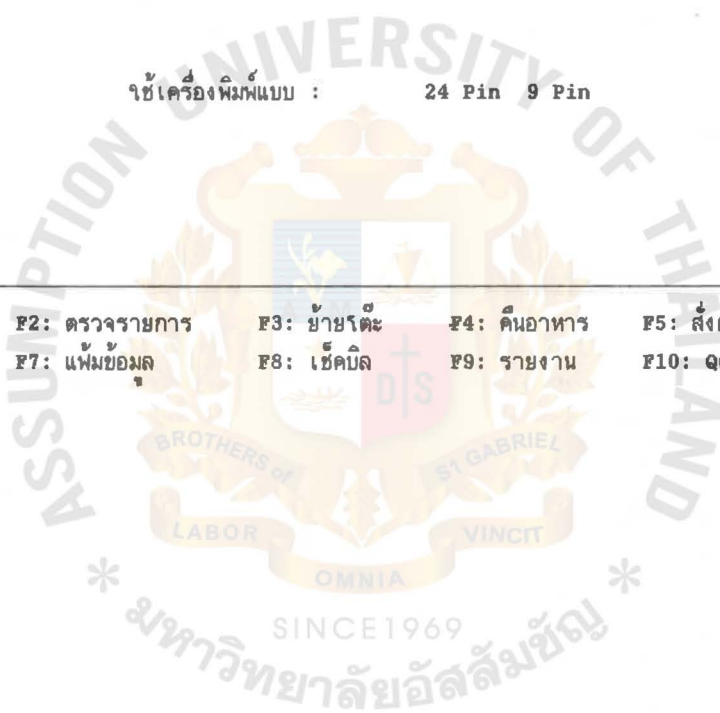 ใช้เครื่องพิมพ์แบบ : 24 Pin 9 Pin
F2: ตรวจรายการ F3: ย้ายโต๊ะ F4: คืนอาหาร F5:
F7: แฟ้มข้อมูล F8: เช็คบิล F9: รายงาน F10:
ASSUMPTION UNIVERSITY OF THAILAND
A M
D S
BROTHERS of ST GABRIEL
LABOR VINCIT
OMNIA
SINCE 1969
* มหาวิทยาลัยอัสสัมชัญ *